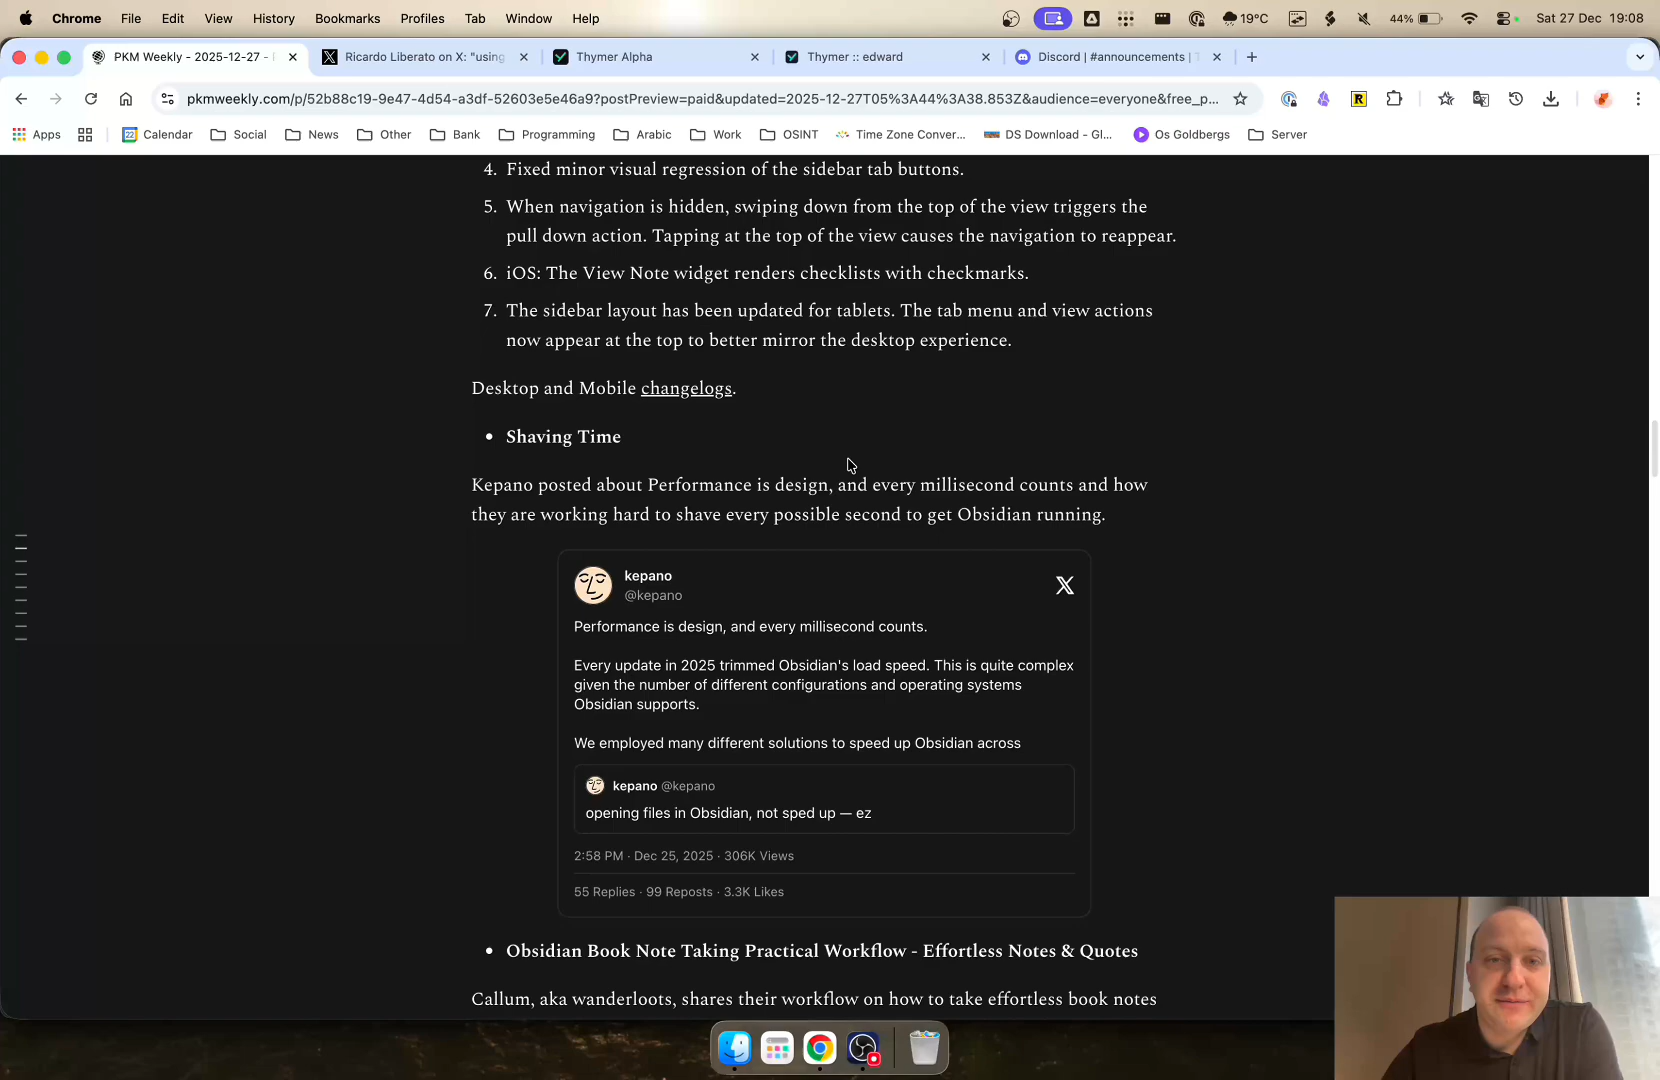 Chrome File Edit View History Bookmarks Profiles Tab Window Help 19°C 44% Sat 27 Dec 19:08
PKM Weekly - 2025-12-27 - Ricardo Liberato on X: "using Thymer Alpha Thymer :: edward Discord | #announcements | T
pkmweekly.com/p/52b88c19-9e47-4d54-a3df-52603e5e46a9?postPreview=paid&updated=2025-12-27T05%3A44%3A38.853Z&audience=everyone&free_p...
Apps Calendar Social News Other Bank Programming Arabic Work OSINT Time Zone Conver... DS Download - Gl... Os Goldbergs Server
4. Fixed minor visual regression of the sidebar tab buttons.
5. When navigation is hidden, swiping down from the top of the view triggers the
pull down action. Tapping at the top of the view causes the navigation to reappear.
6. iOS: The View Note widget renders checklists with checkmarks.
7. The sidebar layout has been updated for tablets. The tab menu and view actions
now appear at the top to better mirror the desktop experience.
Desktop and Mobile changelogs.
• Shaving Time
Kepano posted about Performance is design, and every millisecond counts and how
they are working hard to shave every possible second to get Obsidian running.
kepano
@kepano
Performance is design, and every millisecond counts.
Every update in 2025 trimmed Obsidian's load speed. This is quite complex
given the number of different configurations and operating systems
Obsidian supports.
We employed many different solutions to speed up Obsidian across
kepano @kepano
opening files in Obsidian, not sped up — ez
2:58 PM · Dec 25, 2025 · 306K Views
55 Replies · 99 Reposts · 3.3K Likes
• Obsidian Book Note Taking Practical Workflow - Effortless Notes & Quotes
Callum, aka wanderloots, shares their workflow on how to take effortless book notes